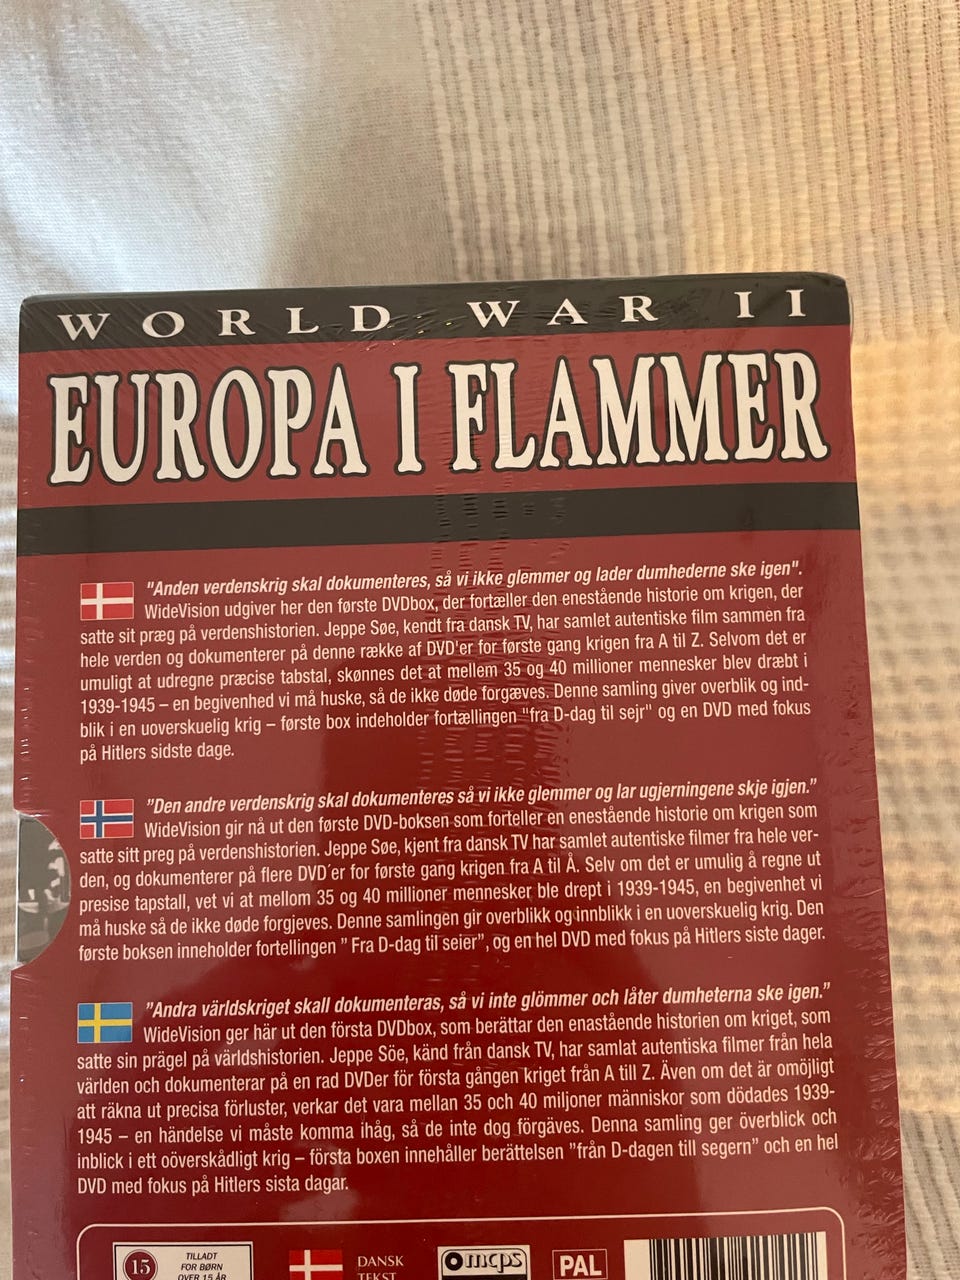 WORLD WAR II
EUROPA I FLAMMER
"Anden verdenskrig skal dokumenteres, så vi ikke glemmer og lader dumhederne ske igen".
WideVision udgiver her den første DVDbox, der fortæller den enestående historie om krigen, der
satte sit præg på verdenshistorien. Jeppe Søe, kendt fra dansk TV, har samlet autentiske film sammen fra
hele verden og dokumenterer på denne række af DVD'er for første gang krigen fra A til Z. Selvom det er
umuligt at udregne præcise tabstal, skønnes det at mellem 35 og 40 millioner mennesker blev dræbt i
1939-1945 – en begivenhed vi må huske, så de ikke døde forgæves. Denne samling giver overblik og ind-
blik i en uoverskuelig krig – første box indeholder fortællingen "fra D-dag til sejr" og en DVD med fokus
på Hitlers sidste dage.
"Den andre verdenskrig skal dokumenteres så vi ikke glemmer og lar ugjerningene skje igjen.”
WideVision gir nå ut den første DVD-boksen som forteller en enestående historie om krigen som
satte sitt preg på verdenshistorien. Jeppe Søe, kjent fra dansk TV har samlet autentiske filmer fra hele ver-
den, og dokumenterer på flere DVD´er for første gang krigen fra A til Å. Selv om det er umulig å regne ut
presise tapstall, vet vi at mellom 35 og 40 millioner mennesker ble drept i 1939-1945, en begivenhet vi
må huske så de ikke døde forgjeves. Denne samlingen gir overblikk og innblikk i en uoverskuelig krig. Den
første boksen inneholder fortellingen ” Fra D-dag til seier”, og en hel DVD med fokus på Hitlers siste dager.
”Andra världskriget skall dokumenteras, så vi inte glömmer och låter dumheterna ske igen.”
WideVision ger här ut den första DVDbox, som berättar den enastående historien om kriget, som
satte sin prägel på världshistorien. Jeppe Söe, känd från dansk TV, har samlat autentiska filmer från hela
världen och dokumenterar på en rad DVDer för första gången kriget från A till Z. Även om det är omöjligt
att räkna ut precisa förluster, verkar det vara mellan 35 och 40 miljoner människor som dödades 1939-
1945 – en händelse vi måste komma ihåg, så de inte dog förgäves. Denna samling ger överblick och
inblick i ett oöverskådligt krig – första boxen innehåller berättelsen ”från D-dagen till segern” och en hel
DVD med fokus på Hitlers sista dagar.
15
TILLADT
FOR BØRN
OVER 15 ÅR
DANSK
TEKST
mcps
PAL